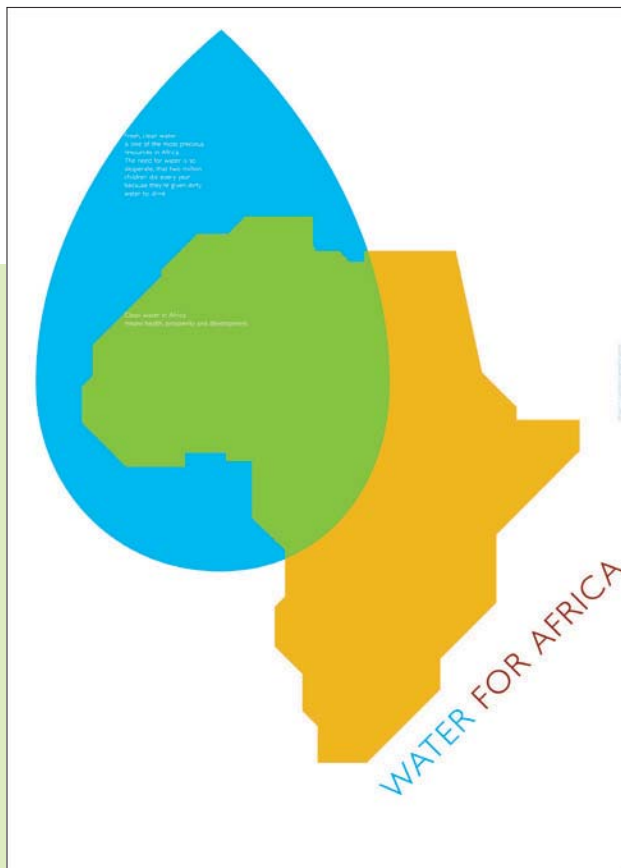 Fresh, clean water
is one of the most precious
resources in Africa.
The need for water is so
desperate, that two million
children die every year
because they're given dirty
water to drink
Clean water in Africa
means health, prosperity and development
WATER FOR AFRICA